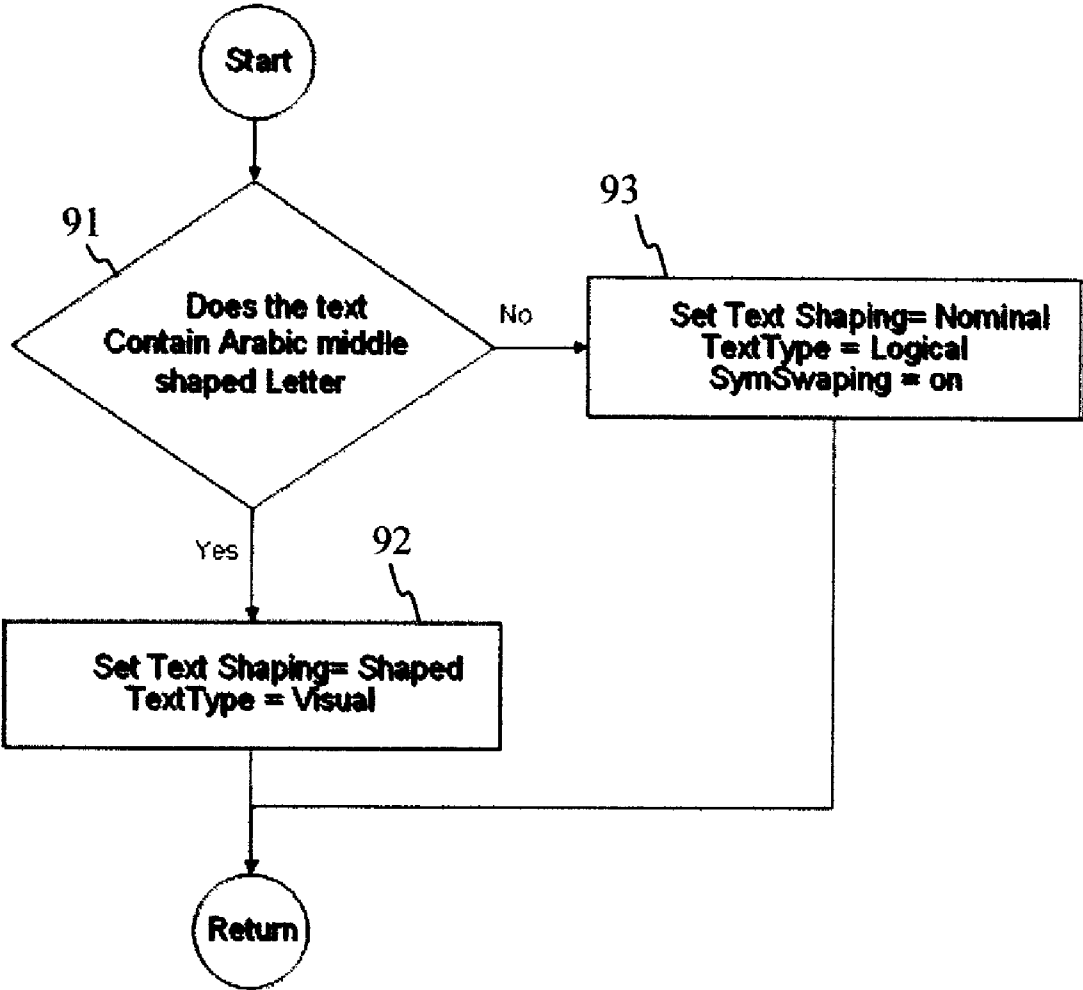 Start
91
Does the text
Contain Arabic middle
shaped Letter
No
93
Set Text Shaping= Nominal
TextType = Logical
SymSwaping = on
Yes
92
Set Text Shaping= Shaped
TextType = Visual
Return